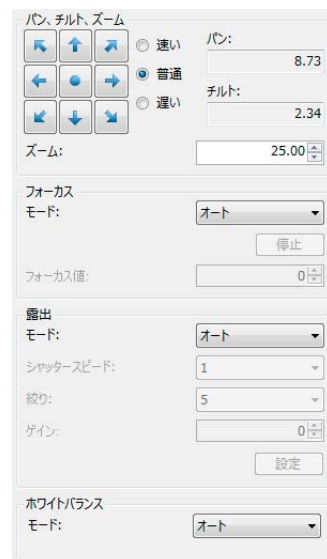 パン、チルト、ズーム
速い
普通
遅い
パン:
8.73
チルト:
2.34
ズーム: 25.00
フォーカス
モード: オート
停止
フォーカス値: 0
露出
モード: オート
シャッタースピード: 1
絞り: 5
ゲイン: 0
設定
ホワイトバランス
モード: オート